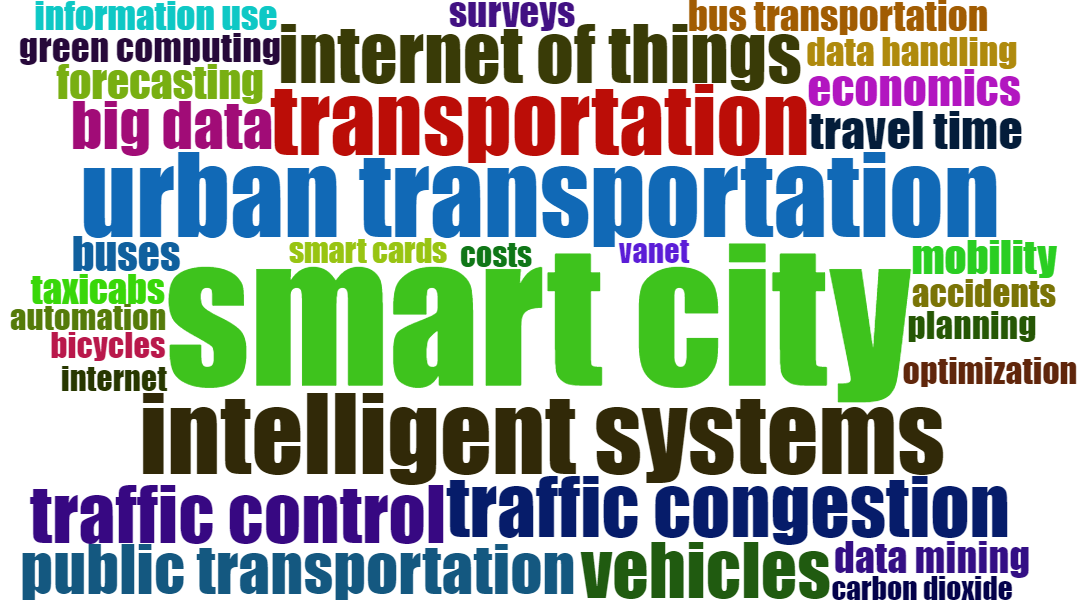 information use
surveys
bus transportation
green computing
internet of things
data handling
forecasting
economics
big data
transportation
travel time
urban transportation
buses
smart cards
costs
vanet
mobility
taxicabs
smart city
accidents
automation
planning
bicycles
internet
optimization
intelligent systems
traffic control
traffic congestion
public transportation
vehicles
data mining
carbon dioxide